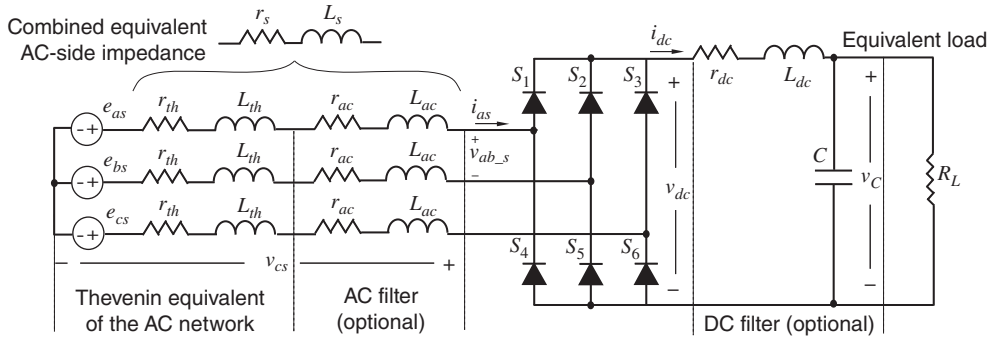 Combined equivalent
AC-side impedance
r_s
L_s
i_dc
r_dc
L_dc
Equivalent load
S_1
S_2
S_3
e_as
r_th
L_th
r_ac
L_ac
i_as
+
v_ab_s
−
e_bs
r_th
L_th
r_ac
L_ac
e_cs
r_th
L_th
r_ac
L_ac
- +
- +
- +
+
v_dc
−
C
+
v_C
−
R_L
S_4
S_5
S_6
− v_cs +
Thevenin equivalent
of the AC network
AC filter
(optional)
DC filter (optional)